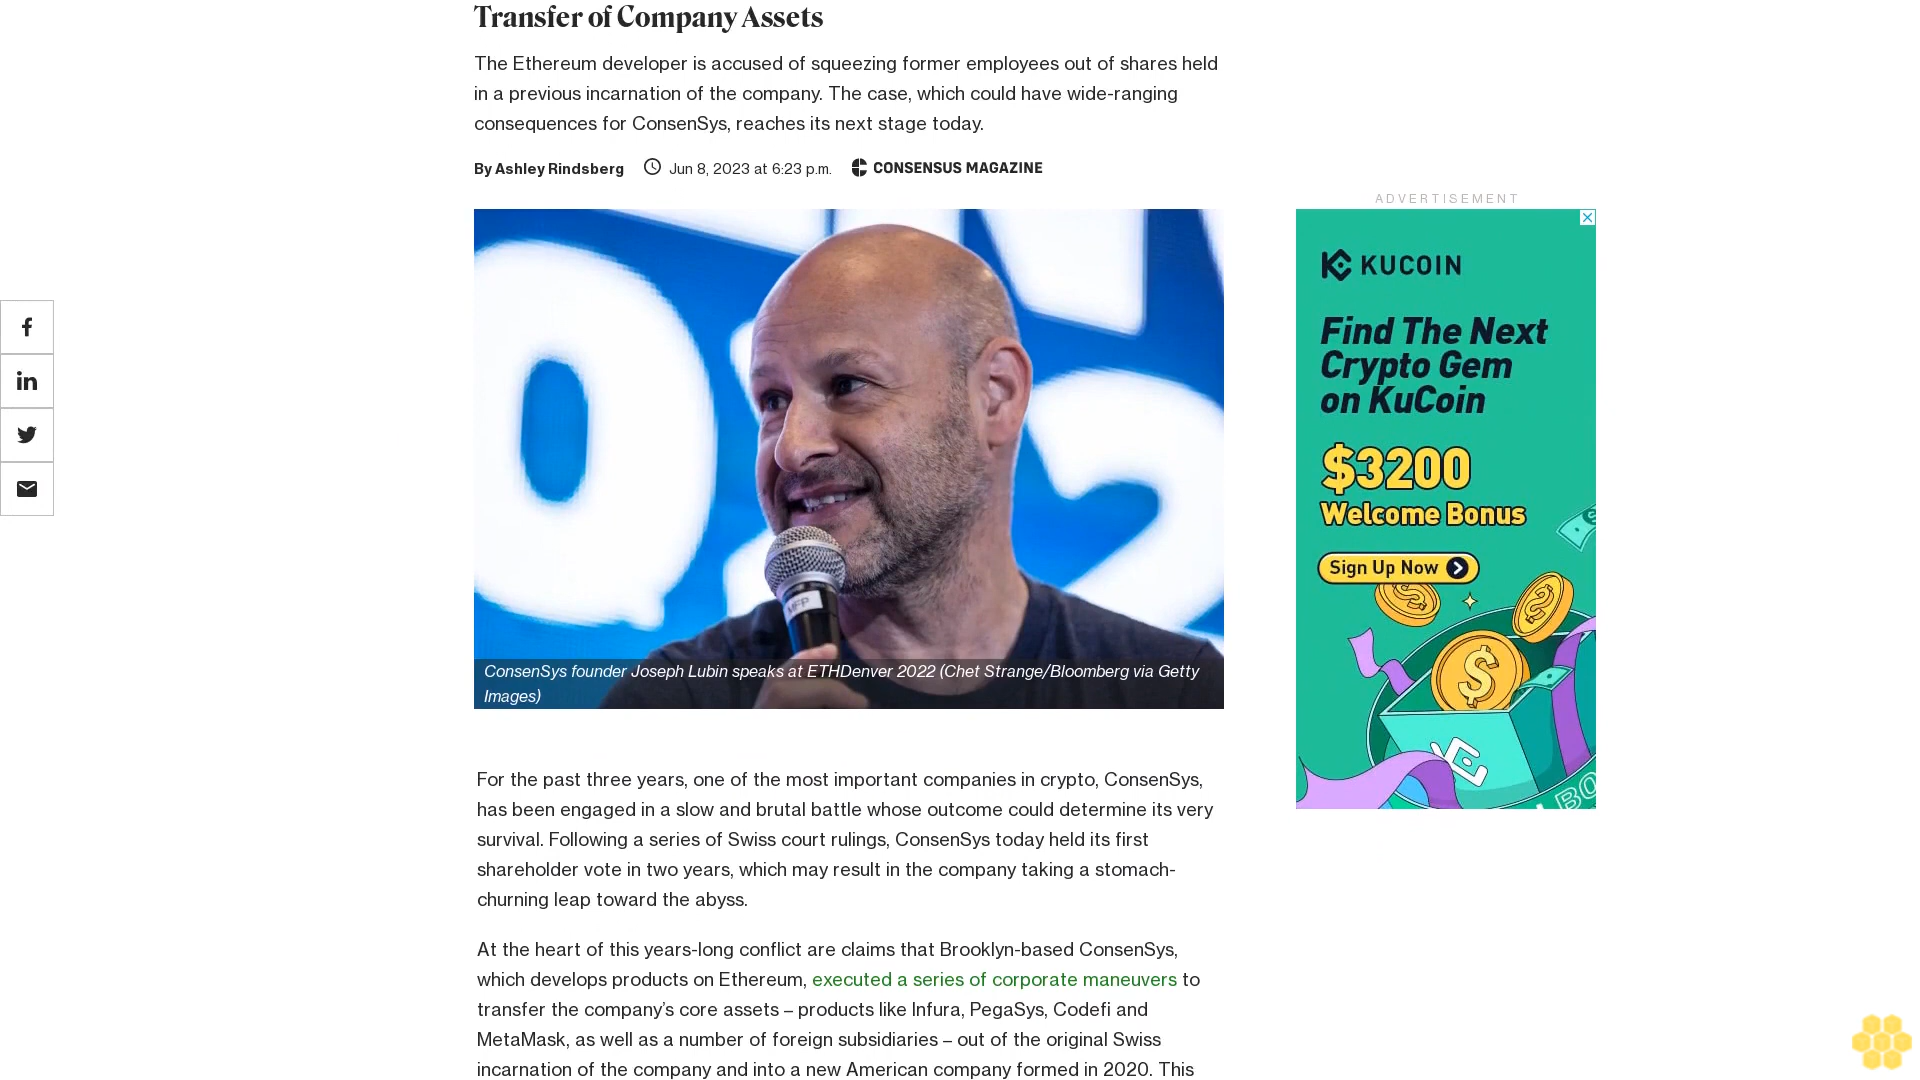 Transfer of Company Assets
The Ethereum developer is accused of squeezing former employees out of shares held
in a previous incarnation of the company. The case, which could have wide-ranging
consequences for ConsenSys, reaches its next stage today.
By Ashley Rindsberg Jun 8, 2023 at 6:23 p.m. CONSENSUS MAGAZINE
MFP
ConsenSys founder Joseph Lubin speaks at ETHDenver 2022 (Chet Strange/Bloomberg via Getty
Images)
For the past three years, one of the most important companies in crypto, ConsenSys,
has been engaged in a slow and brutal battle whose outcome could determine its very
survival. Following a series of Swiss court rulings, ConsenSys today held its first
shareholder vote in two years, which may result in the company taking a stomach-
churning leap toward the abyss.
At the heart of this years-long conflict are claims that Brooklyn-based ConsenSys,
which develops products on Ethereum, executed a series of corporate maneuvers to
transfer the company’s core assets – products like Infura, PegaSys, Codefi and
MetaMask, as well as a number of foreign subsidiaries – out of the original Swiss
incarnation of the company and into a new American company formed in 2020. This
ADVERTISEMENT
KUCOIN
Find The Next
Crypto Gem
on KuCoin
$3200
Welcome Bonus
Sign Up Now